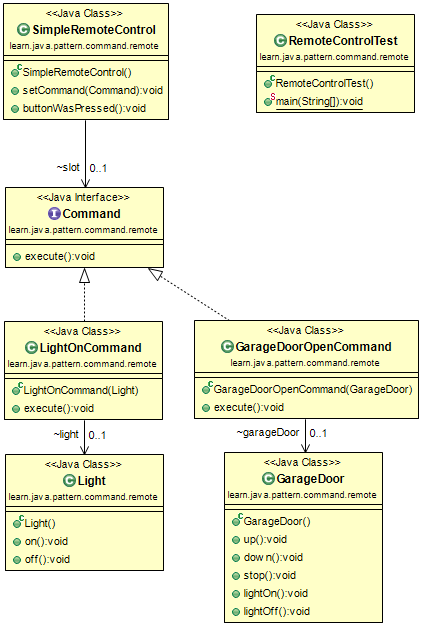 <<Java Class>>
SimpleRemoteControl
learn.java.pattern.command.remote
SimpleRemoteControl()
setCommand(Command):void
buttonWasPressed():void
<<Java Class>>
RemoteControlTest
learn.java.pattern.command.remote
RemoteControlTest()
main(String[]):void
~slot 0..1
<<Java Interface>>
Command
learn.java.pattern.command.remote
execute():void
<<Java Class>>
LightOnCommand
learn.java.pattern.command.remote
LightOnCommand(Light)
execute():void
<<Java Class>>
GarageDoorOpenCommand
learn.java.pattern.command.remote
GarageDoorOpenCommand(GarageDoor)
execute():void
~light 0..1
~garageDoor 0..1
<<Java Class>>
Light
learn.java.pattern.command.remote
Light()
on():void
off():void
<<Java Class>>
GarageDoor
learn.java.pattern.command.remote
GarageDoor()
up():void
down():void
stop():void
lightOn():void
lightOff():void